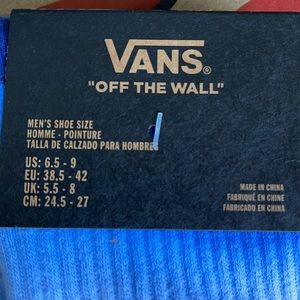 VANS®
"OFF THE WALL"
MEN'S SHOE SIZE
HOMME - POINTURE
TALLA DE CALZADO PARA HOMBRE
US: 6.5 - 9
EU: 38.5 - 42
UK: 5.5 - 8
CM: 24.5 - 27
MADE IN CHINA
FABRIQUÉ EN CHINE
FABRICADO EN CHINA